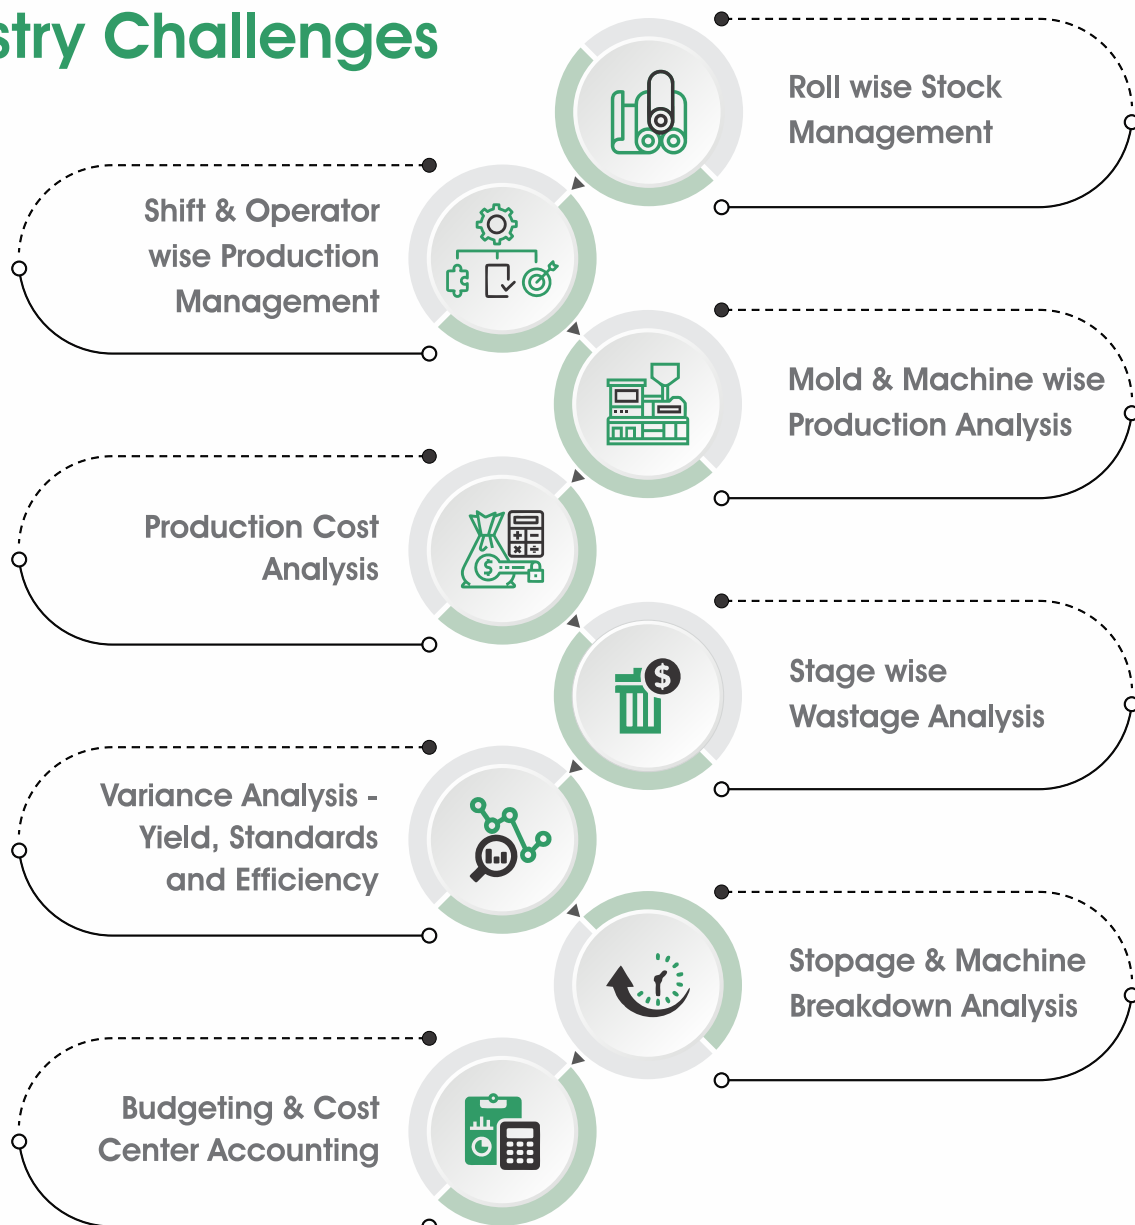 stry Challenges
Roll wise Stock
Management
Shift & Operator
wise Production
Management
Mold & Machine wise
Production Analysis
Production Cost
Analysis
Stage wise
Wastage Analysis
Variance Analysis -
Yield, Standards
and Efficiency
Stopage & Machine
Breakdown Analysis
Budgeting & Cost
Center Accounting